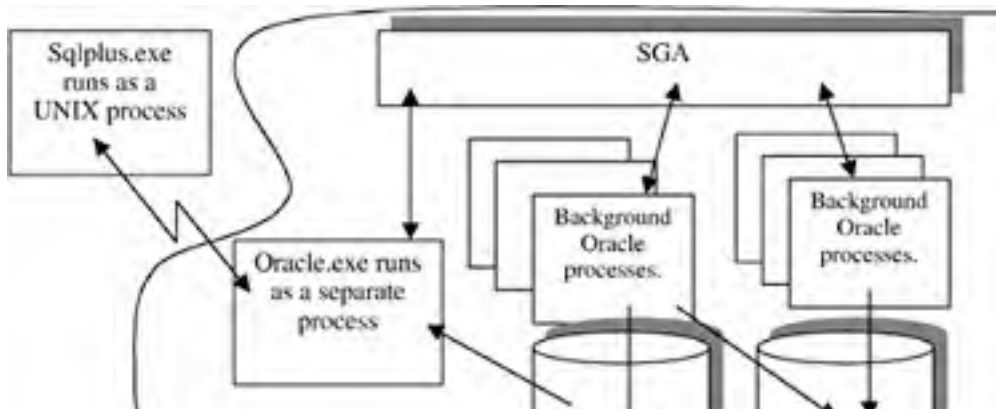 Sqlplus.exe
runs as a
UNIX process
SGA
Oracle.exe runs
as a separate
process
Background
Oracle
processes.
Background
Oracle
processes.